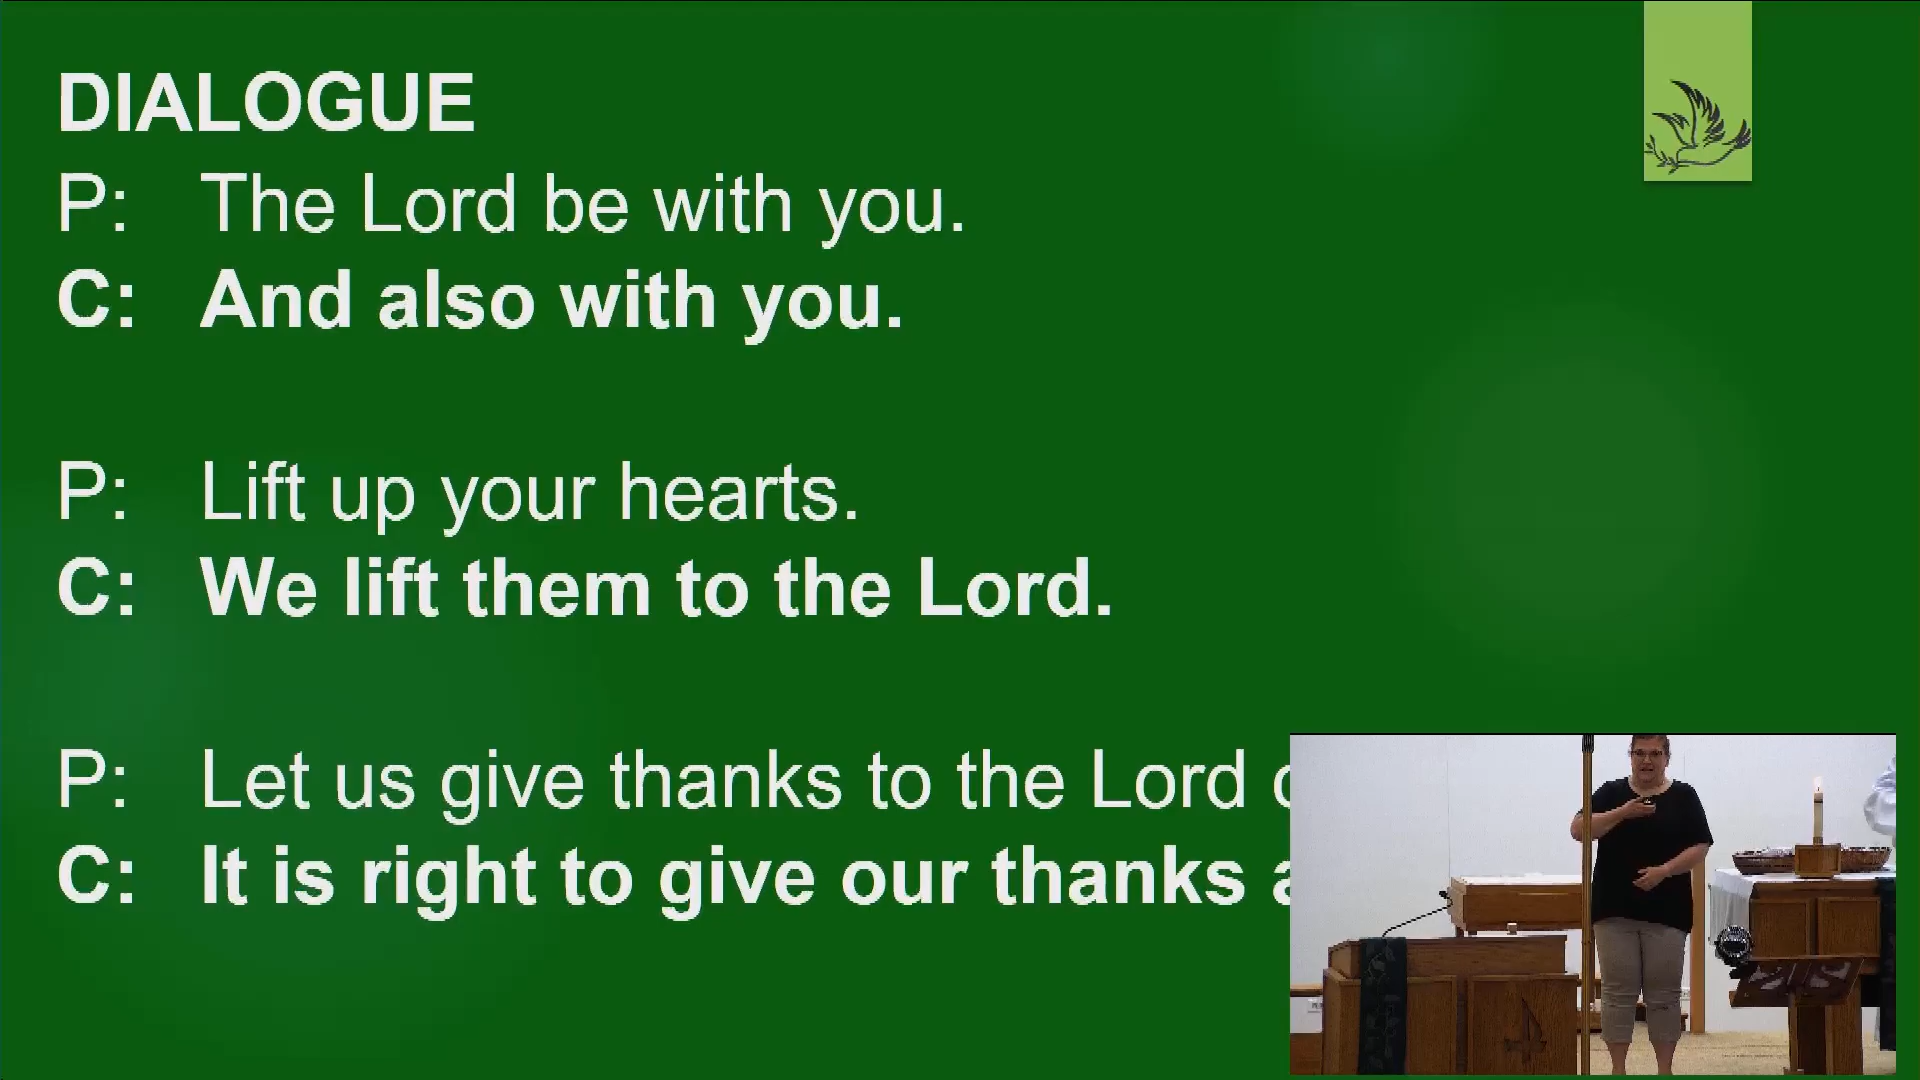 DIALOGUE
P: The Lord be with you.
C: And also with you.
P: Lift up your hearts.
C: We lift them to the Lord.
P: Let us give thanks to the Lord
C: It is right to give our thanks